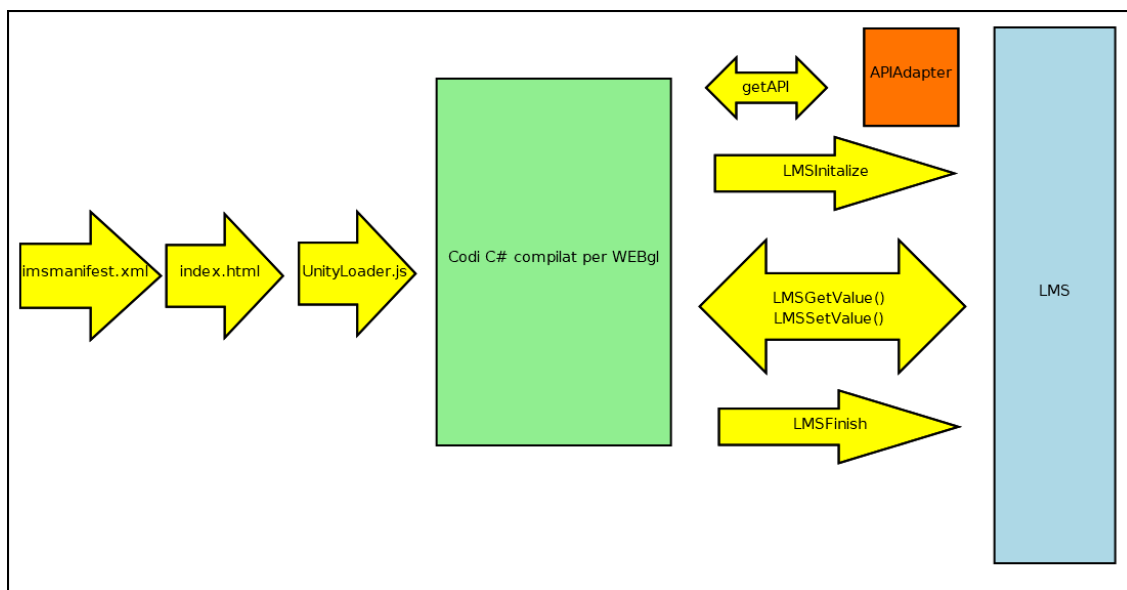 APIAdapter
getAPI
LMSInitalize
imsmanifest.xml
index.html
UnityLoader.js
Codi C# compilat per WEBgl
LMSGetValue()
LMSSetValue()
LMS
LMSFinish